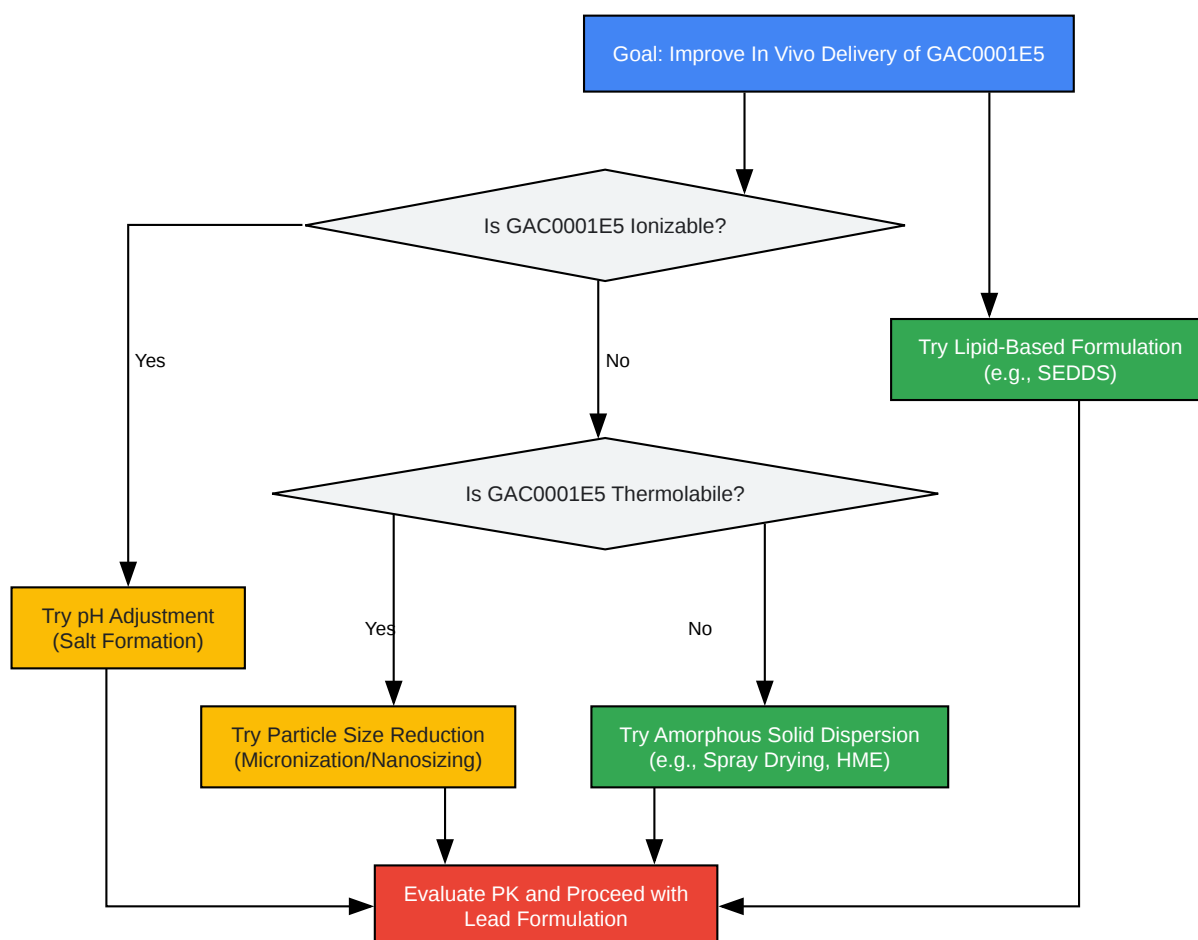 Goal: Improve In Vivo Delivery of GAC0001E5
Is GAC0001E5 Ionizable?
Yes
No
Try Lipid-Based Formulation
(e.g., SEDDS)
Is GAC0001E5 Thermolabile?
Try pH Adjustment
(Salt Formation)
Yes
No
Try Particle Size Reduction
(Micronization/Nanosizing)
Try Amorphous Solid Dispersion
(e.g., Spray Drying, HME)
Evaluate PK and Proceed with
Lead Formulation